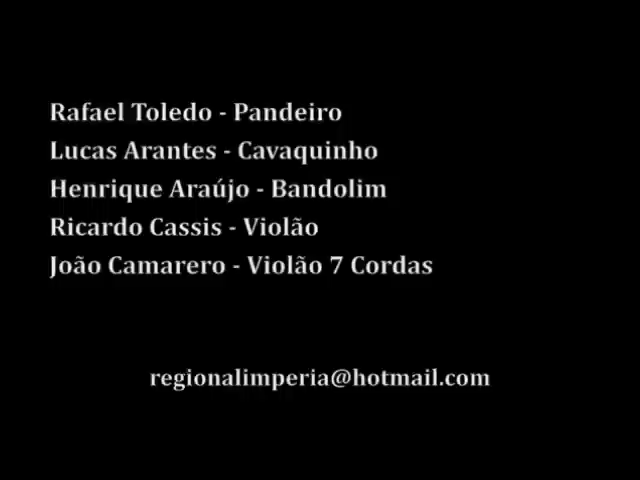 Rafael Toledo - Pandeiro
Lucas Arantes - Cavaquinho
Henrique Araújo - Bandolim
Ricardo Cassis - Violão
João Camarero - Violão 7 Cordas
regionalimperia@hotmail.com